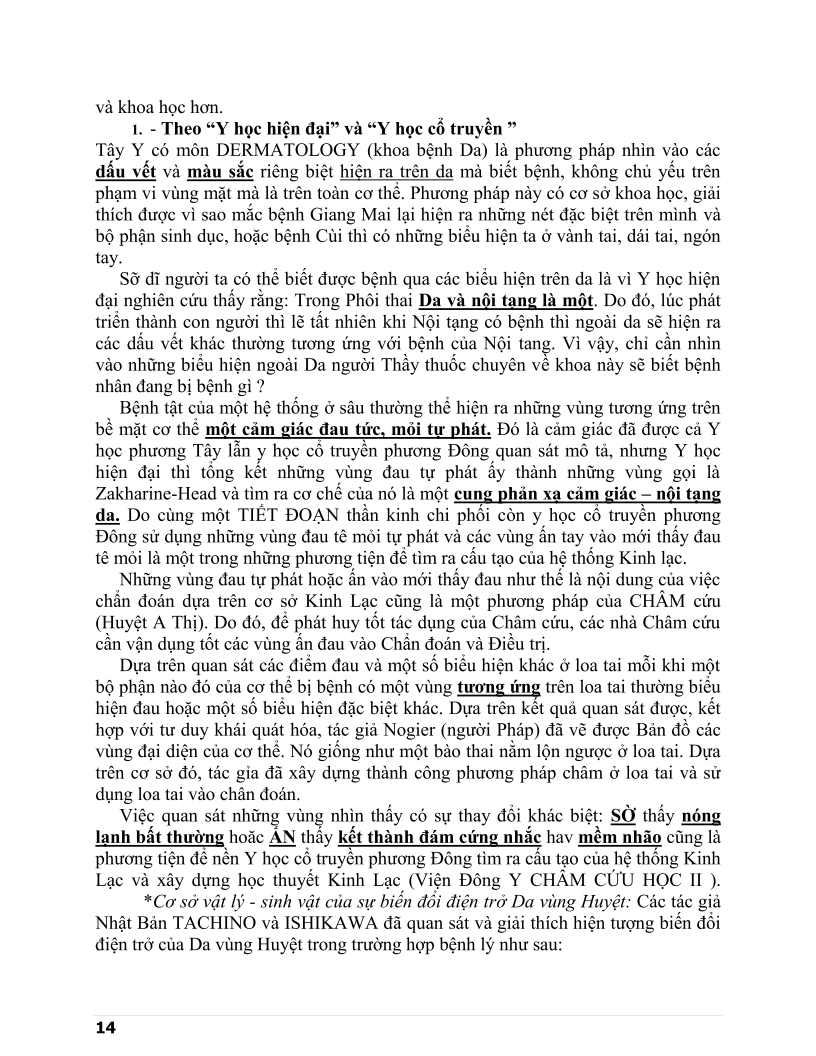 và khoa học hơn.
1. - Theo “Y học hiện đại” và “Y học cổ truyền ”
Tây Y có môn DERMATOLOGY (khoa bệnh Da) là phương pháp nhìn vào các
dấu vết và màu sắc riêng biệt hiện ra trên da mà biết bệnh, không chủ yếu trên
phạm vi vùng mặt mà là trên toàn cơ thể. Phương pháp này có cơ sở khoa học, giải
thích được vì sao mắc bệnh Giang Mai lại hiện ra những nét đặc biệt trên mình và
bộ phận sinh dục, hoặc bệnh Cùi thì có những biểu hiện ta ở vành tai, dái tai, ngón
tay.
Sỡ dĩ người ta có thể biết được bệnh qua các biểu hiện trên da là vì Y học hiện
đại nghiên cứu thấy rằng: Trong Phôi thai Da và nội tạng là một. Do đó, lúc phát
triển thành con người thì lẽ tất nhiên khi Nội tạng có bệnh thì ngoài da sẽ hiện ra
các dấu vết khác thường tương ứng với bệnh của Nội tang. Vì vậy, chỉ cần nhìn
vào những biểu hiện ngoài Da người Thầy thuốc chuyên về khoa này sẽ biết bệnh
nhân đang bị bệnh gì ?
Bệnh tật của một hệ thống ở sâu thường thể hiện ra những vùng tương ứng trên
bề mặt cơ thể một cảm giác đau tức, mỏi tự phát. Đó là cảm giác đã được cả Y
học phương Tây lẫn y học cổ truyền phương Đông quan sát mô tả, nhưng Y học
hiện đại thì tổng kết những vùng đau tự phát ấy thành những vùng gọi là
Zakharine-Head và tìm ra cơ chế của nó là một cung phản xạ cảm giác – nội tạng
da. Do cùng một TIẾT ĐOẠN thần kinh chi phối còn y học cổ truyền phương
Đông sử dụng những vùng đau tê mỏi tự phát và các vùng ấn tay vào mới thấy đau
tê mỏi là một trong những phương tiện để tìm ra cấu tạo của hệ thống Kinh lạc.
Những vùng đau tự phát hoặc ấn vào mới thấy đau như thế là nội dung của việc
chẩn đoán dựa trên cơ sở Kinh Lạc cũng là một phương pháp của CHÂM cứu
(Huyệt A Thị). Do đó, để phát huy tốt tác dụng của Châm cứu, các nhà Châm cứu
cần vận dụng tốt các vùng ấn đau vào Chẩn đoán và Điều trị.
Dựa trên quan sát các điểm đau và một số biểu hiện khác ở loa tai mỗi khi một
bộ phận nào đó của cơ thể bị bệnh có một vùng tương ứng trên loa tai thường biểu
hiện đau hoặc một số biểu hiện đặc biệt khác. Dựa trên kết quả quan sát được, kết
hợp với tư duy khái quát hóa, tác giả Nogier (người Pháp) đã vẽ được Bản đồ các
vùng đại diện của cơ thể. Nó giống như một bào thai nằm lộn ngược ở loa tai. Dựa
trên cơ sở đó, tác gỉa đã xây dựng thành công phương pháp châm ở loa tai và sử
dụng loa tai vào chân đoán.
Việc quan sát những vùng nhìn thấy có sự thay đổi khác biệt: SỜ thấy nóng
lạnh bất thường hoăc ẤN thấy kết thành đám cứng nhắc hav mềm nhão cũng là
phương tiện để nền Y học cổ truyền phương Đông tìm ra cấu tạo của hệ thống Kinh
Lạc và xây dựng học thuyết Kinh Lạc (Viện Đông Y CHÂM CỨU HỌC II ).
*Cơ sở vật lý - sinh vật của sự biến đổi điện trở Da vùng Huyệt: Các tác giả
Nhật Bản TACHINO và ISHIKAWA đã quan sát và giải thích hiện tượng biến đổi
điện trở của Da vùng Huyệt trong trường hợp bệnh lý như sau:
14